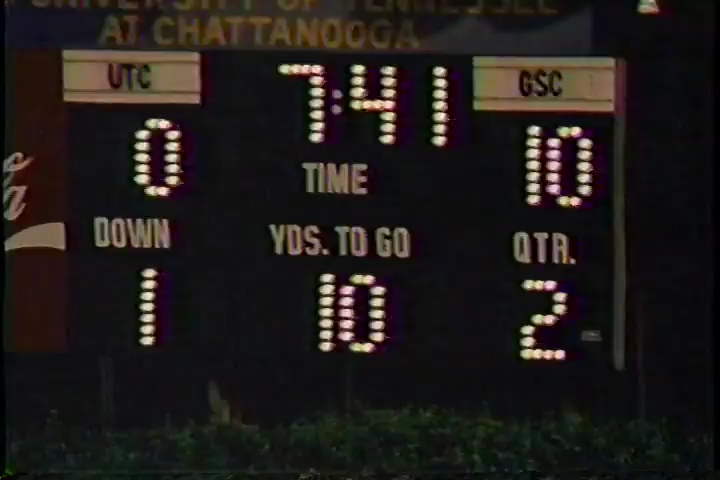 UNIVERSITY OF TENNESSEE
AT CHATTANOOGA
UTC 7:41 GSC
0 TIME 10
DOWN YDS. TO GO QTR.
1 10 2